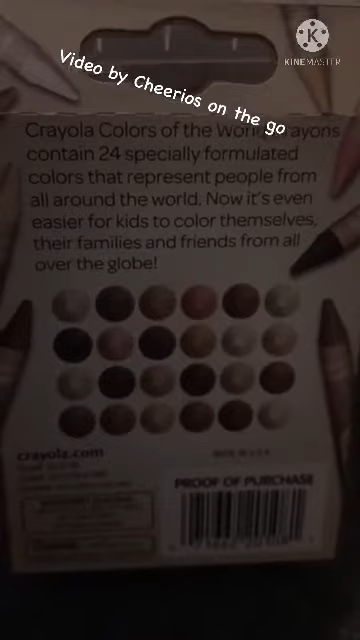 KINEMASTER
Video by Cheerios on the go
Crayola Colors of the World Crayons
contain 24 specially formulated
colors that represent people from
all around the world. Now it's even
easier for kids to color themselves,
their families and friends from all
over the globe!
crayola.com
MADE IN U.S.A.
PROOF OF PURCHASE